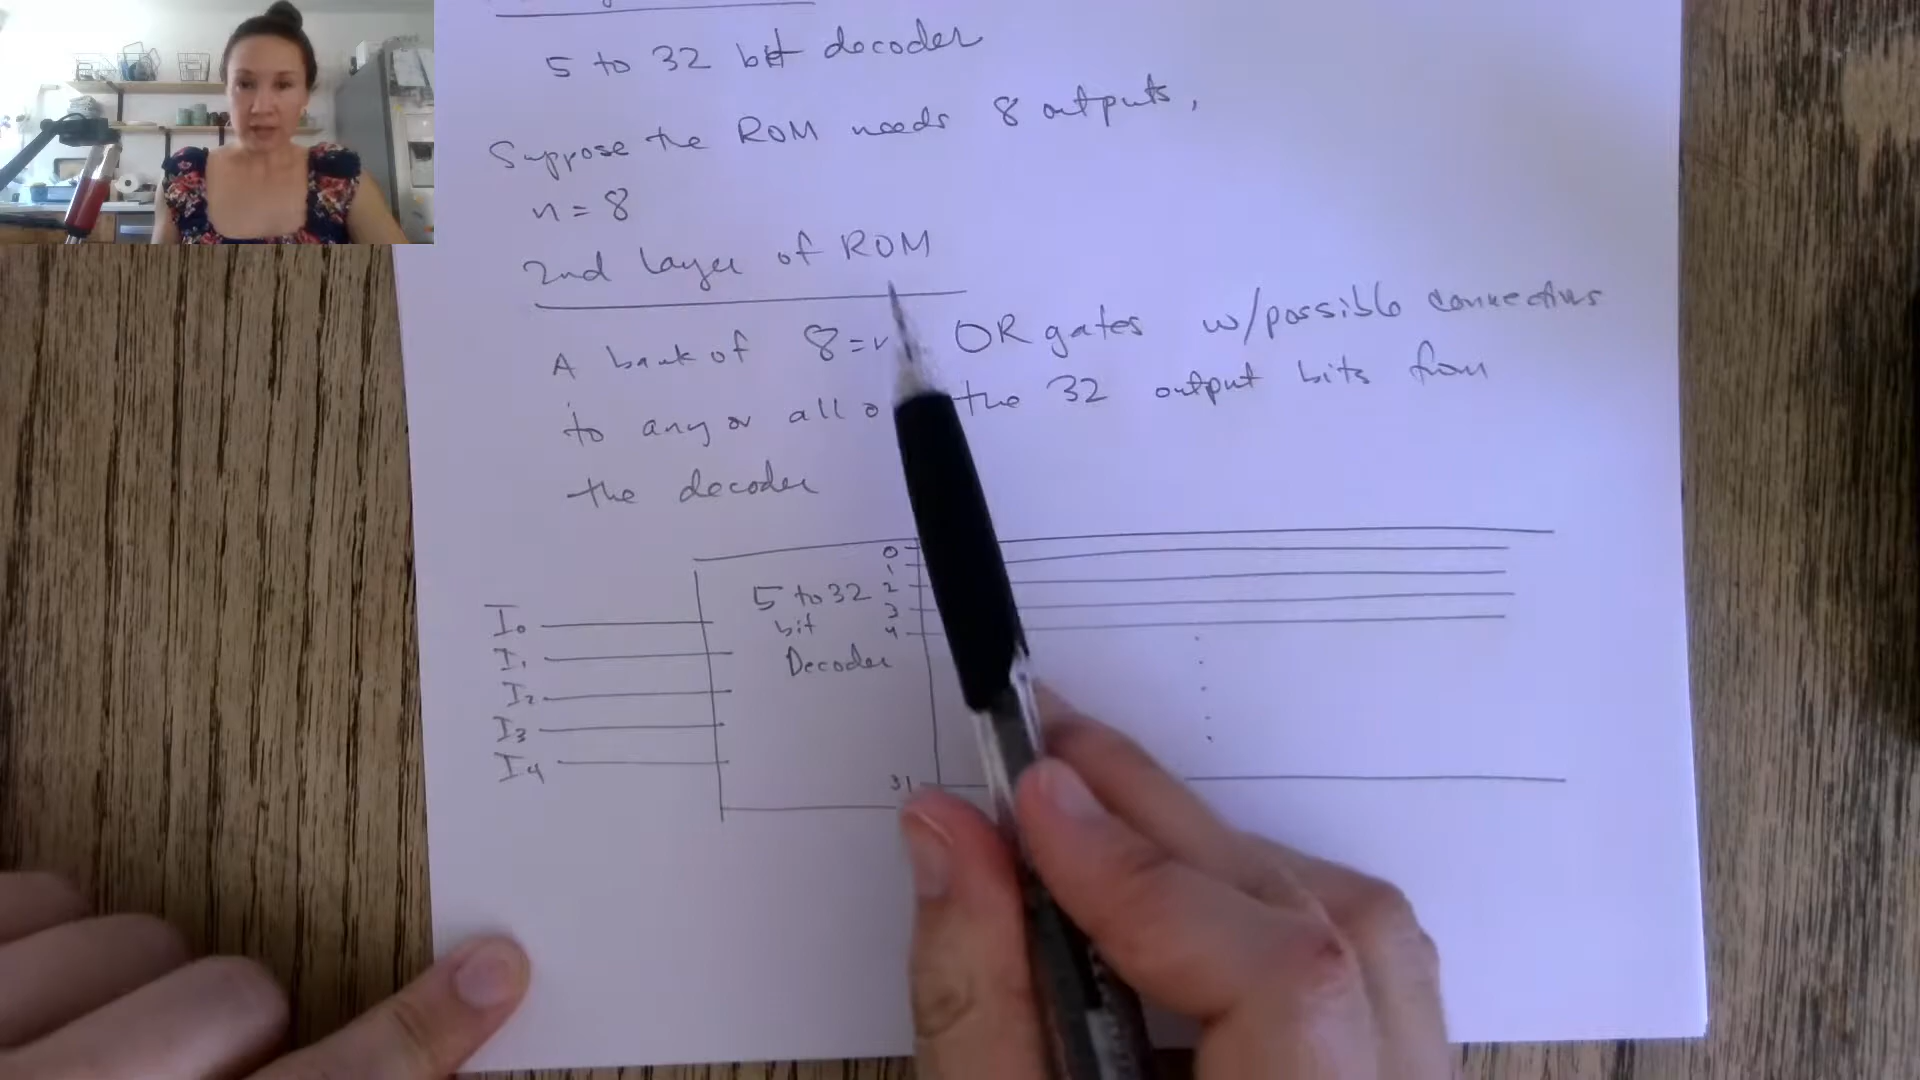 5 to 32 bit decoder
Suppose the ROM needs 8 outputs,
n = 8
2nd layer of ROM
A bank of 8=n OR gates w/possible connections
to any or all o the 32 output bits from
the decoder
0
1
5 to 32 2
bit 3
4
Decoder
I0
I1
I2
I3
I4
31